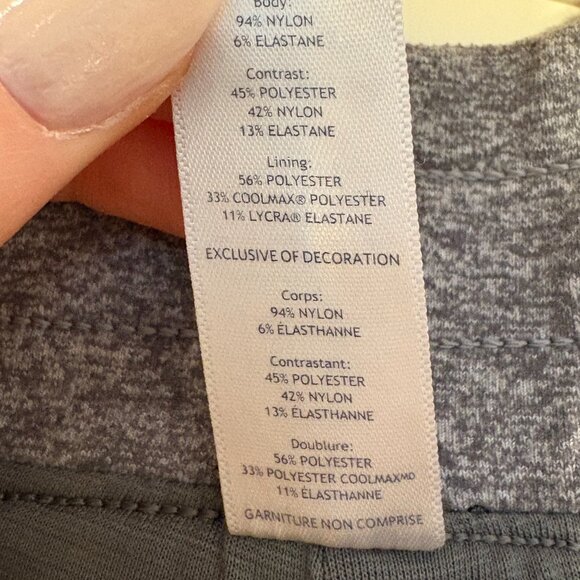 Body:
94% NYLON
6% ELASTANE
Contrast:
45% POLYESTER
42% NYLON
13% ELASTANE
Lining:
56% POLYESTER
33% COOLMAX® POLYESTER
11% LYCRA® ELASTANE
EXCLUSIVE OF DECORATION
Corps:
94% NYLON
6% ÉLASTHANNE
Contrastant:
45% POLYESTER
42% NYLON
13% ÉLASTHANNE
Doublure:
56% POLYESTER
33% POLYESTER COOLMAXᴹᴰ
11% ÉLASTHANNE
GARNITURE NON COMPRISE